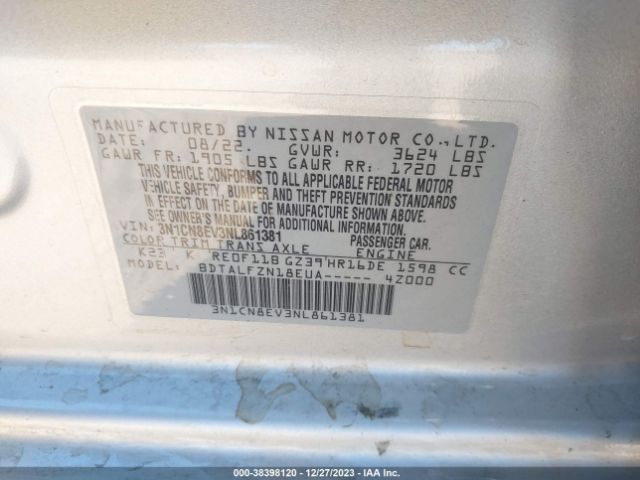 MANUFACTURED BY NISSAN MOTOR CO., LTD.
DATE: 08/22. GVWR: 3624 LBS
GAWR FR: 1905 LBS GAWR RR: 1720 LBS
THIS VEHICLE CONFORMS TO ALL APPLICABLE FEDERAL MOTOR
VEHICLE SAFETY, BUMPER AND THEFT PREVENTION STANDARDS
IN EFFECT ON THE DATE OF MANUFACTURE SHOWN ABOVE.
SEE OWNER'S MANUAL FOR ADDITIONAL INFORMATION.
VIN: 3N1CN8EV3NL861381 PASSENGER CAR.
COLOR TRIM TRANS AXLE ENGINE
K23 K RE0F11B GZ39 HR16DE 1598 CC
MODEL: BDTALFZN18EUA----- 4Z000
3N1CN8EV3NL861381
000-38398120 - 12/27/2023 - IAA Inc.